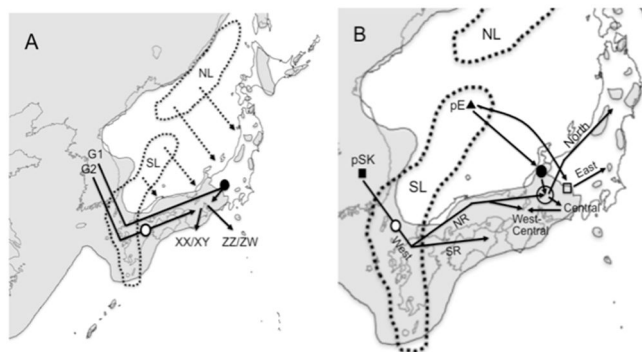 A
NL
SL
G1
G2
XX/XY
ZZ/ZW
B
NL
pE
pSK
SL
North
East
Central
West-
Central
NR
West
SR